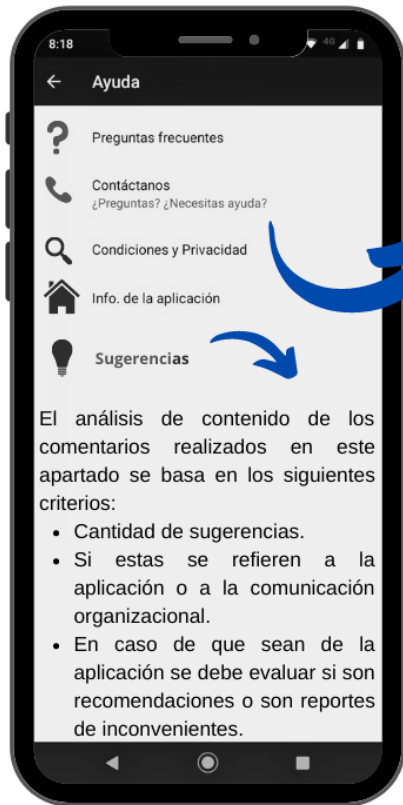 8:18
4G
Ayuda
Preguntas frecuentes
Contáctanos
¿Preguntas? ¿Necesitas ayuda?
Condiciones y Privacidad
Info. de la aplicación
Sugerencias
El análisis de contenido de los
comentarios realizados en este
apartado se basa en los siguientes
criterios:
• Cantidad de sugerencias.
• Si estas se refieren a la
aplicación o a la comunicación
organizacional.
• En caso de que sean de la
aplicación se debe evaluar si son
recomendaciones o son reportes
de inconvenientes.